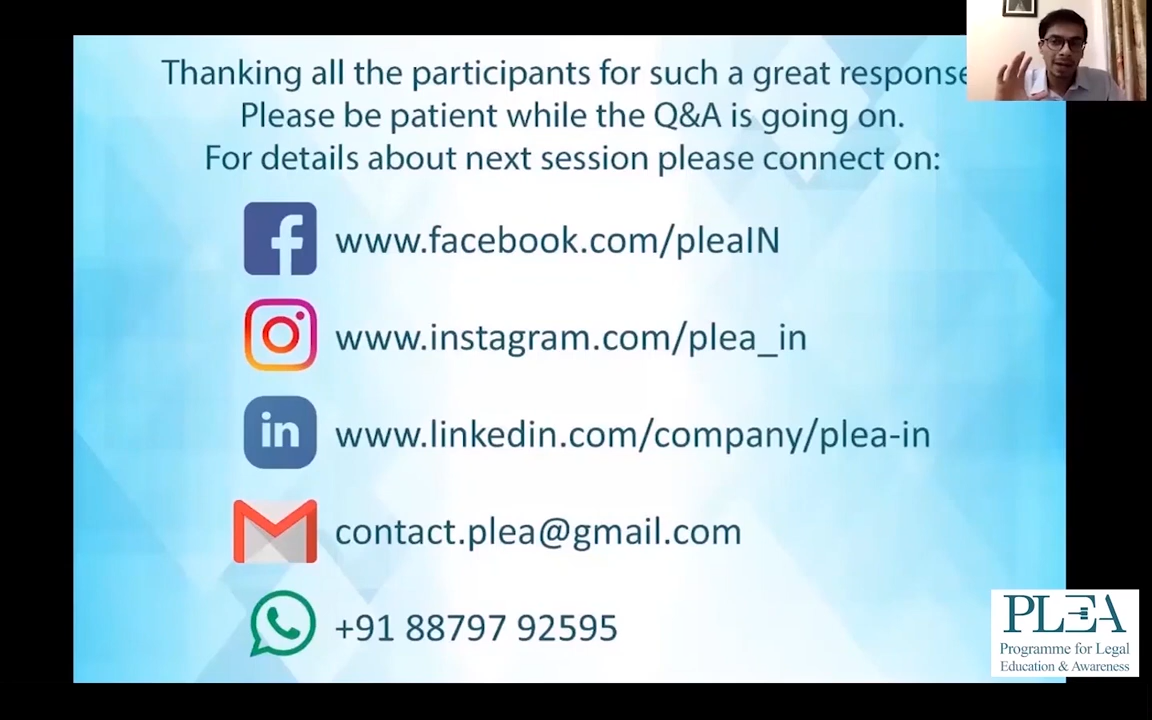 Thanking all the participants for such a great response
Please be patient while the Q&A is going on.
For details about next session please connect on:
f
www.facebook.com/pleaIN
www.instagram.com/plea_in
in
www.linkedin.com/company/plea-in
contact.plea@gmail.com
+91 88797 92595
PLEA
Programme for Legal
Education & Awareness